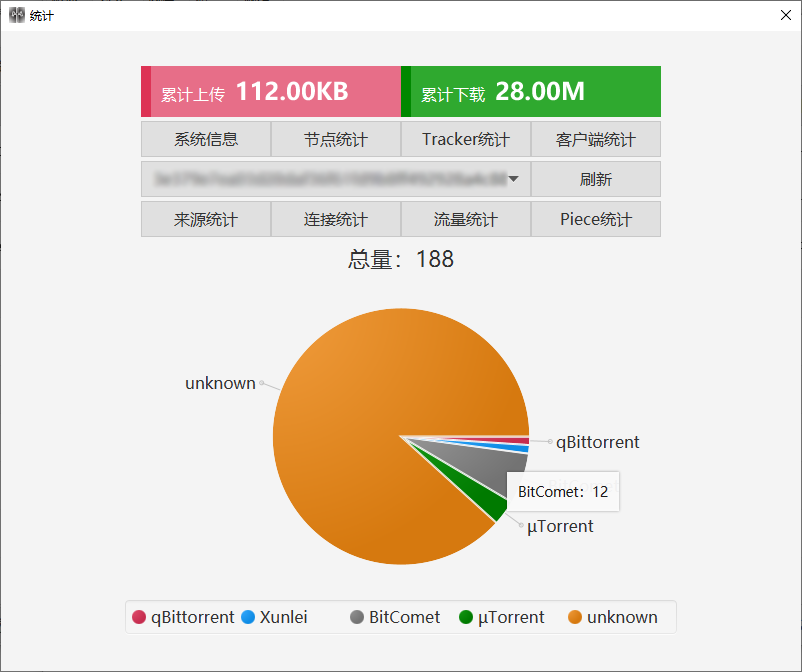 统计
累计上传 112.00KB 累计下载 28.00M
系统信息 节点统计 Tracker统计 客户端统计
刷新
来源统计 连接统计 流量统计 Piece统计
总量：188
unknown
qBittorrent
BitComet：12
µTorrent
qBittorrent Xunlei BitComet µTorrent unknown